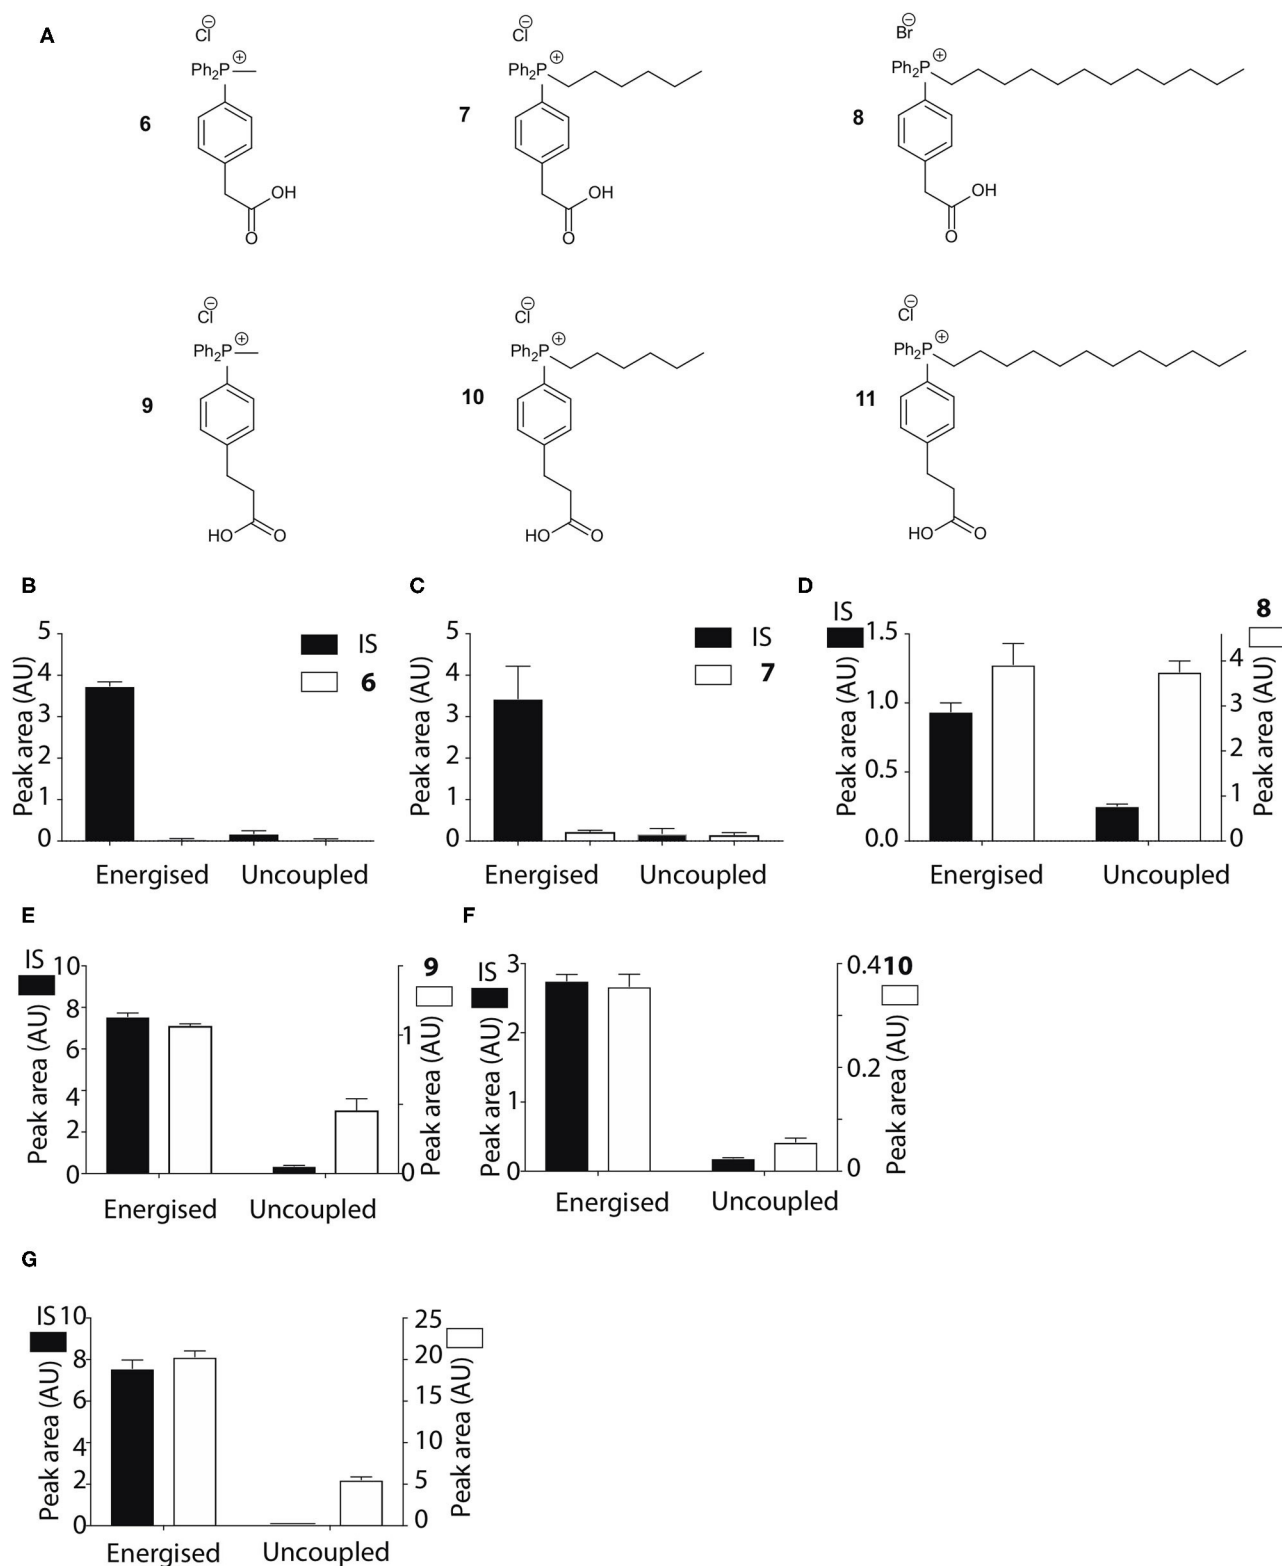 A
Cl⊖
Ph2P⊕
6
OH
O
Cl⊖
Ph2P⊕
7
OH
O
Br⊖
Ph2P⊕
8
OH
O
Cl⊖
Ph2P⊕
9
HO
O
Cl⊖
Ph2P⊕
10
HO
O
Cl⊖
Ph2P⊕
11
HO
O
B
Peak area (AU)
5
4
3
2
1
0
IS
6
Energised
Uncoupled
C
Peak area (AU)
5
4
3
2
1
0
IS
7
Energised
Uncoupled
D
IS
Peak area (AU)
1.5
1.0
0.5
0.0
8
Peak area (AU)
4
3
2
1
0
Energised
Uncoupled
E
IS
Peak area (AU)
10
8
6
4
2
0
9
Peak area (AU)
1
0
Energised
Uncoupled
F
IS
Peak area (AU)
3
2
1
0
10
Peak area (AU)
0.4
0.2
0
Energised
Uncoupled
G
IS
Peak area (AU)
10
8
6
4
2
0
Peak area (AU)
25
20
15
10
5
0
Energised
Uncoupled